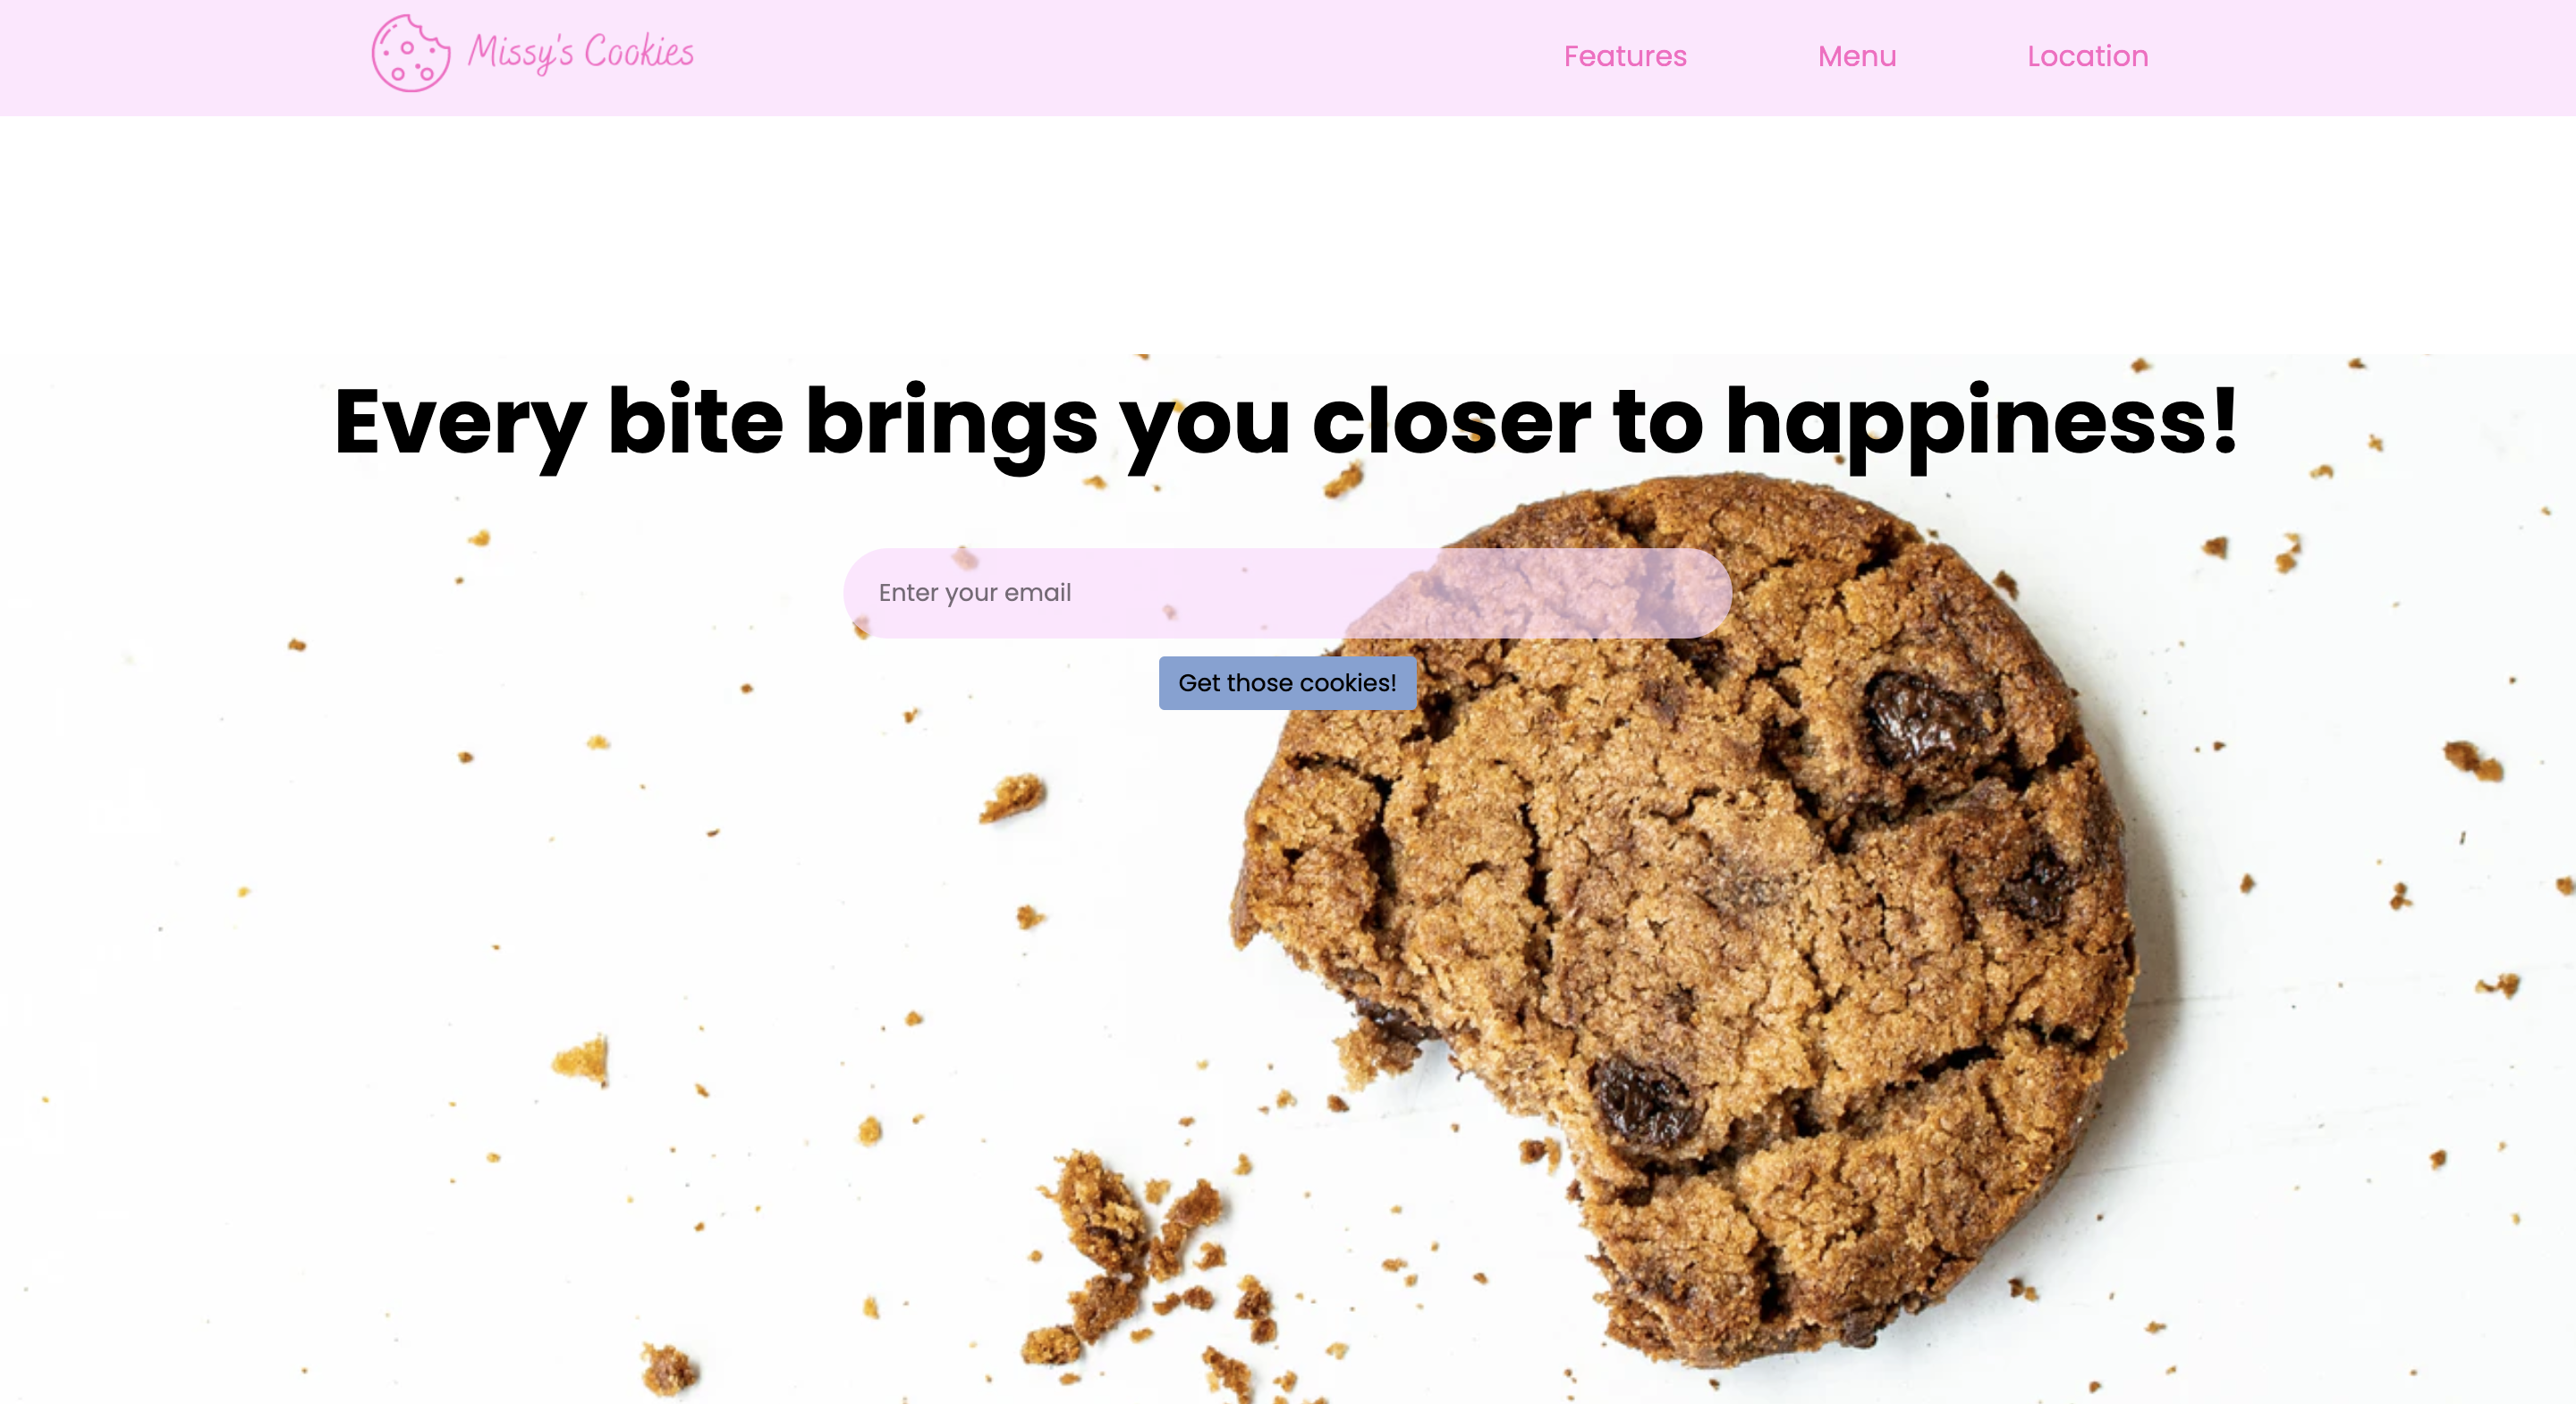 Missy's Cookies
Features
Menu
Location
Every bite brings you closer to happiness!
Enter your email
Get those cookies!